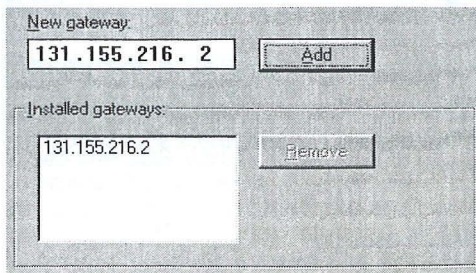 New gateway:
131.155.216. 2
Add
Installed gateways:
131.155.216.2
Remove